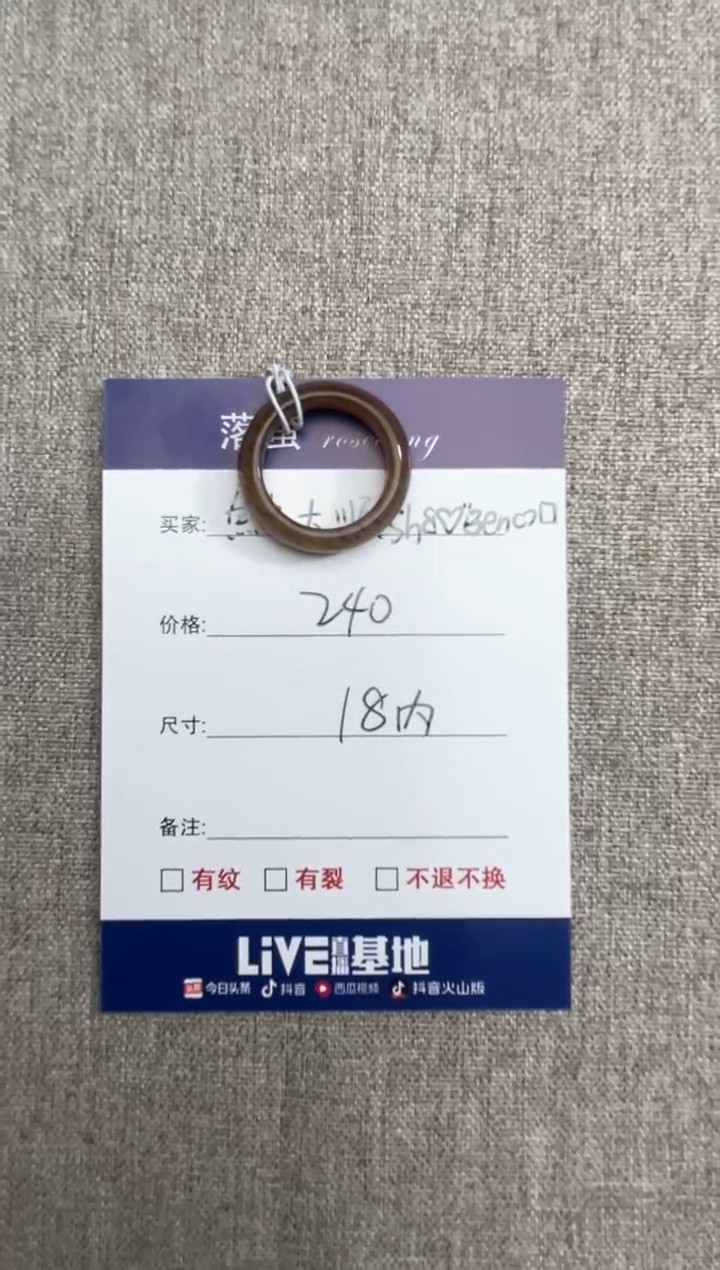 落
买家:
价格: 240
尺寸: 18内
备注:
有纹 有裂 不退不换
LiVE直播基地
头条 今日头条 抖音 西瓜视频 抖音火山版